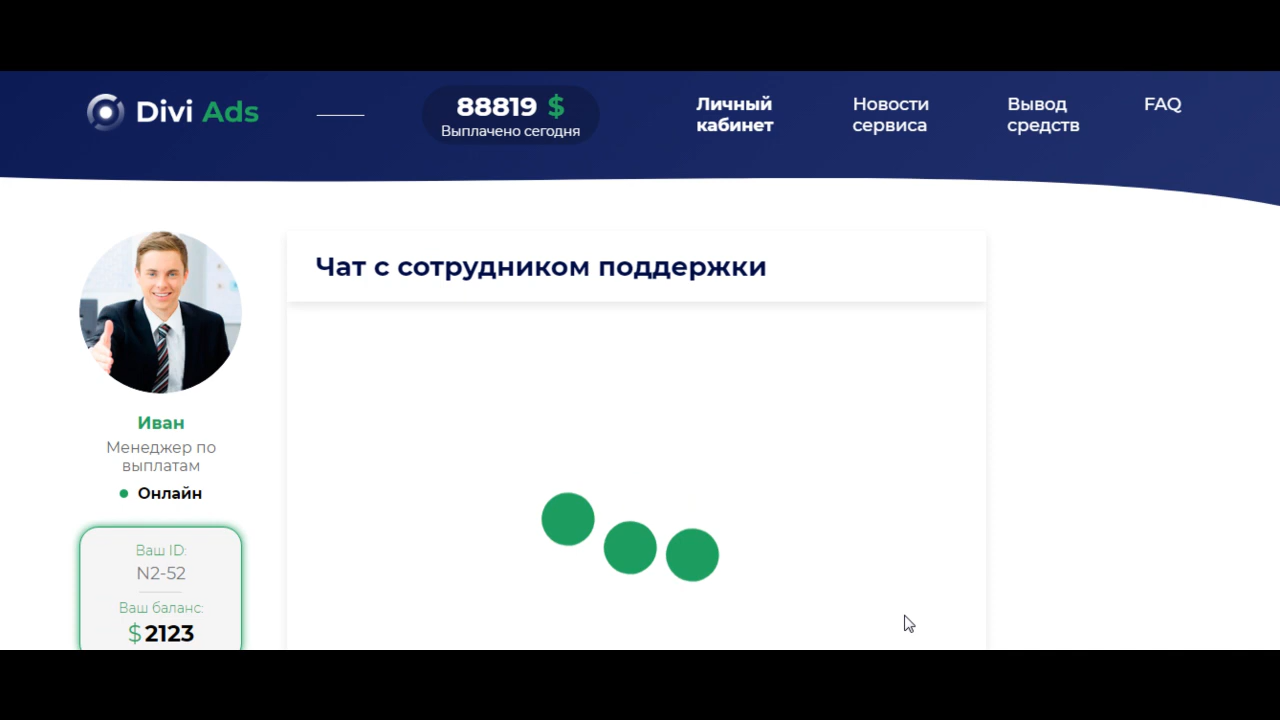 Divi Ads
88819 $
Выплачено сегодня
Личный
кабинет
Новости
сервиса
Вывод
средств
FAQ
Чат с сотрудником поддержки
Иван
Менеджер по
выплатам
Онлайн
Ваш ID:
N2-52
Ваш баланс:
$ 2123